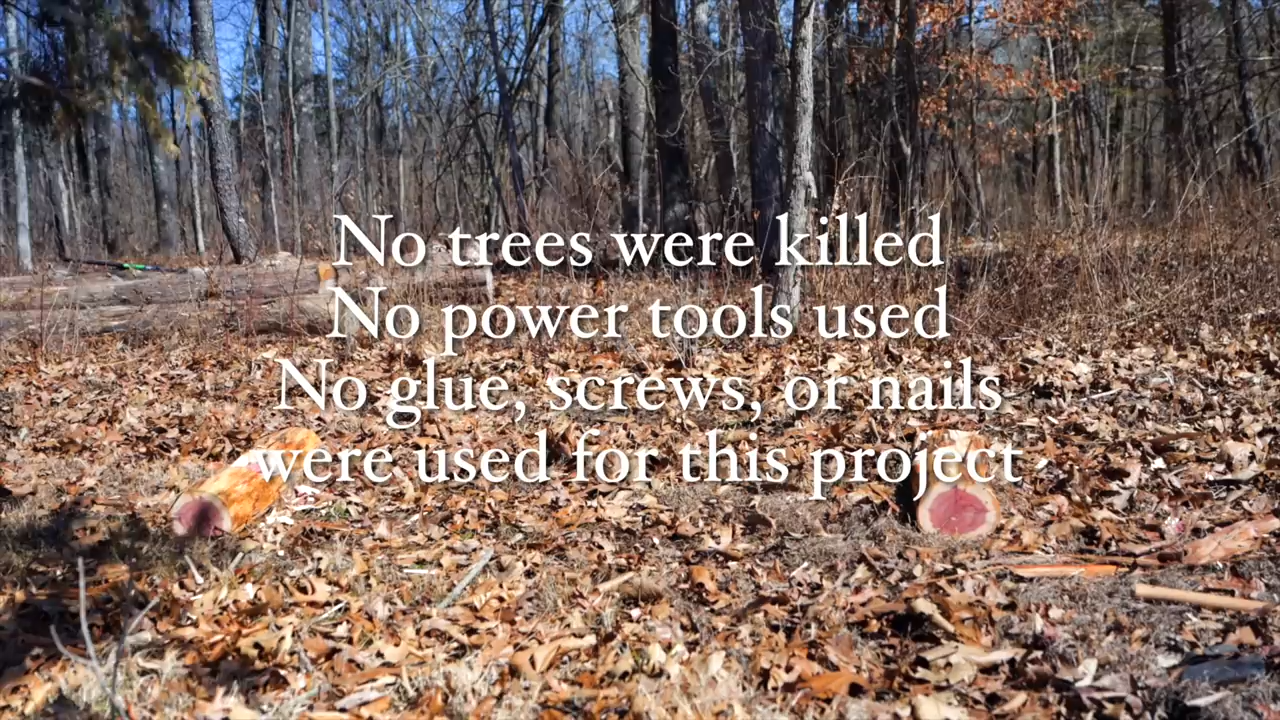 No trees were killed
No power tools used
No glue, screws, or nails
were used for this project